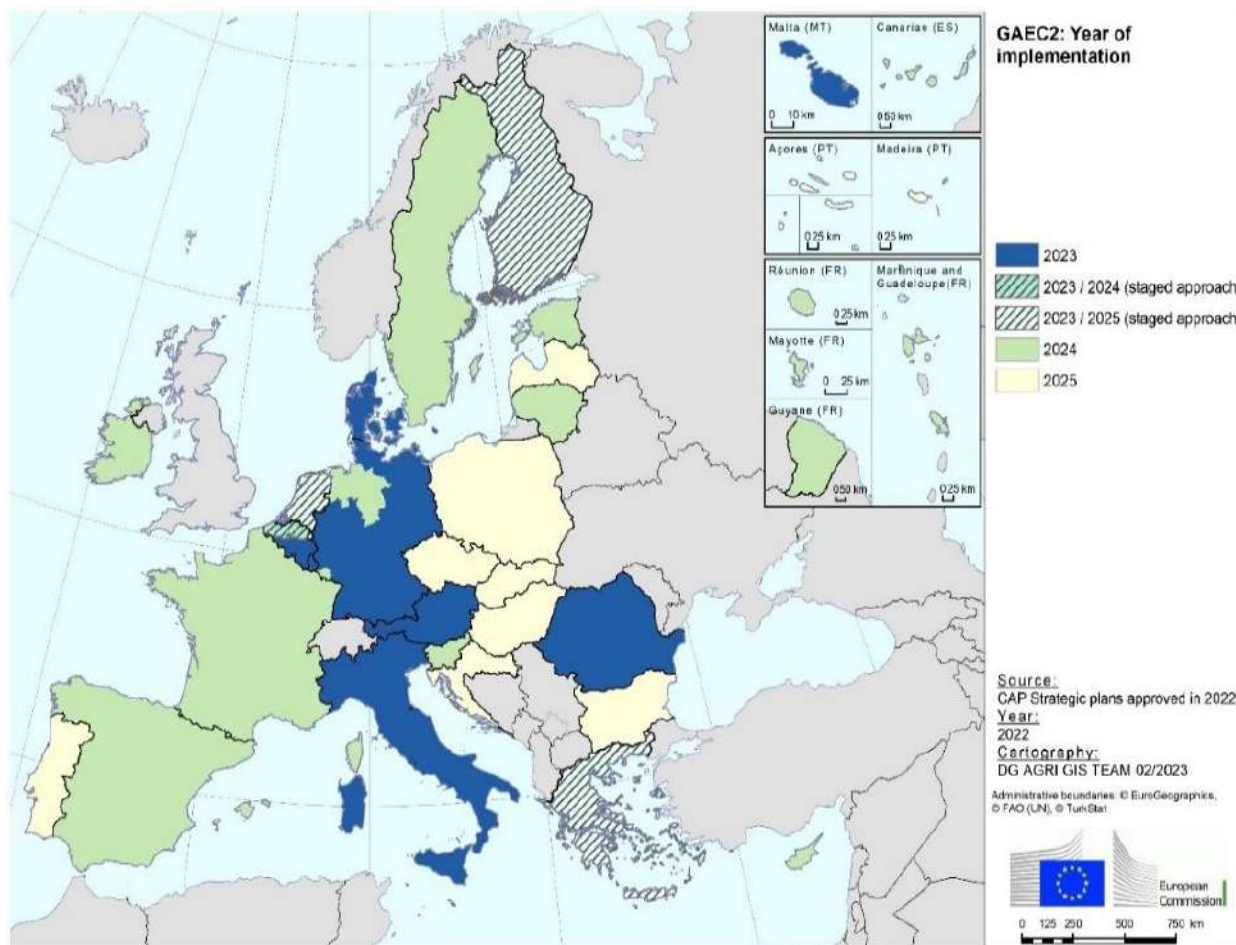 Malta (MT)
0 10 km
Canarias (ES)
0 50 km
Açores (PT)
0 25 km
Madeira (PT)
0 25 km
Réunion (FR)
0 25 km
Martinique and
Guadeloupe(FR)
0 25 km
Mayotte (FR)
0 25 km
Guyane (FR)
0 50 km
GAEC2: Year of
implementation
2023
2023 / 2024 (staged approach
2023 / 2025 (staged approach
2024
2025
Source:
CAP Strategic plans approved in 2022
Year:
2022
Cartography:
DG AGRI GIS TEAM 02/2023
Administrative boundaries: © EuroGeographics,
© FAO (UN), © TurkStat
European
Commission
0 125 250 500 750 km